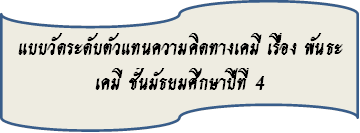 แบบวัดระดับตัวแทนความคิดทางเคมี เรื่อง พันธะ
เคมี ชั้นมัธยมศึกษาปีที่ 4